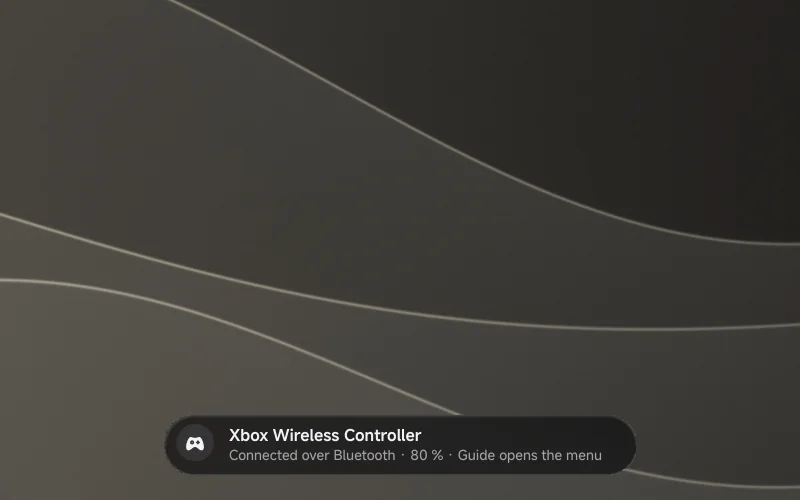 Xbox Wireless Controller
Connected over Bluetooth · 80 % · Guide opens the menu